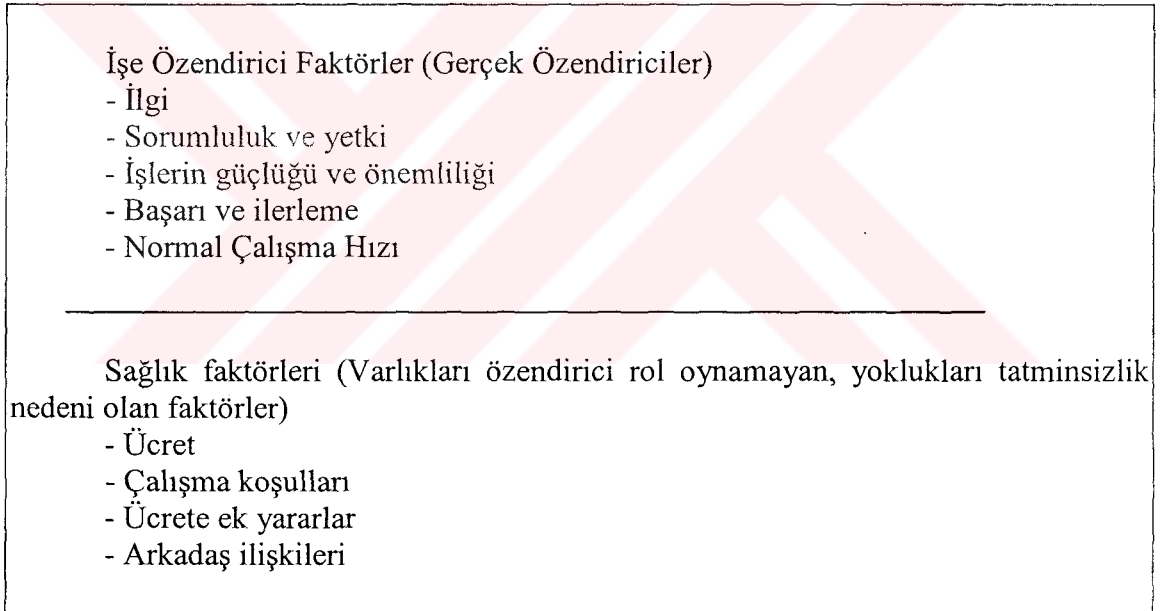 İşe Özendirici Faktörler (Gerçek Özendiriciler)
- İlgi
- Sorumluluk ve yetki
- İşlerin güçlüğü ve önemliliği
- Başarı ve ilerleme
- Normal Çalışma Hızı
Sağlık faktörleri (Varlıkları özendirici rol oynamayan, yoklukları tatminsizlik
nedeni olan faktörler)
- Ücret
- Çalışma koşulları
- Ücrete ek yararlar
- Arkadaş ilişkileri